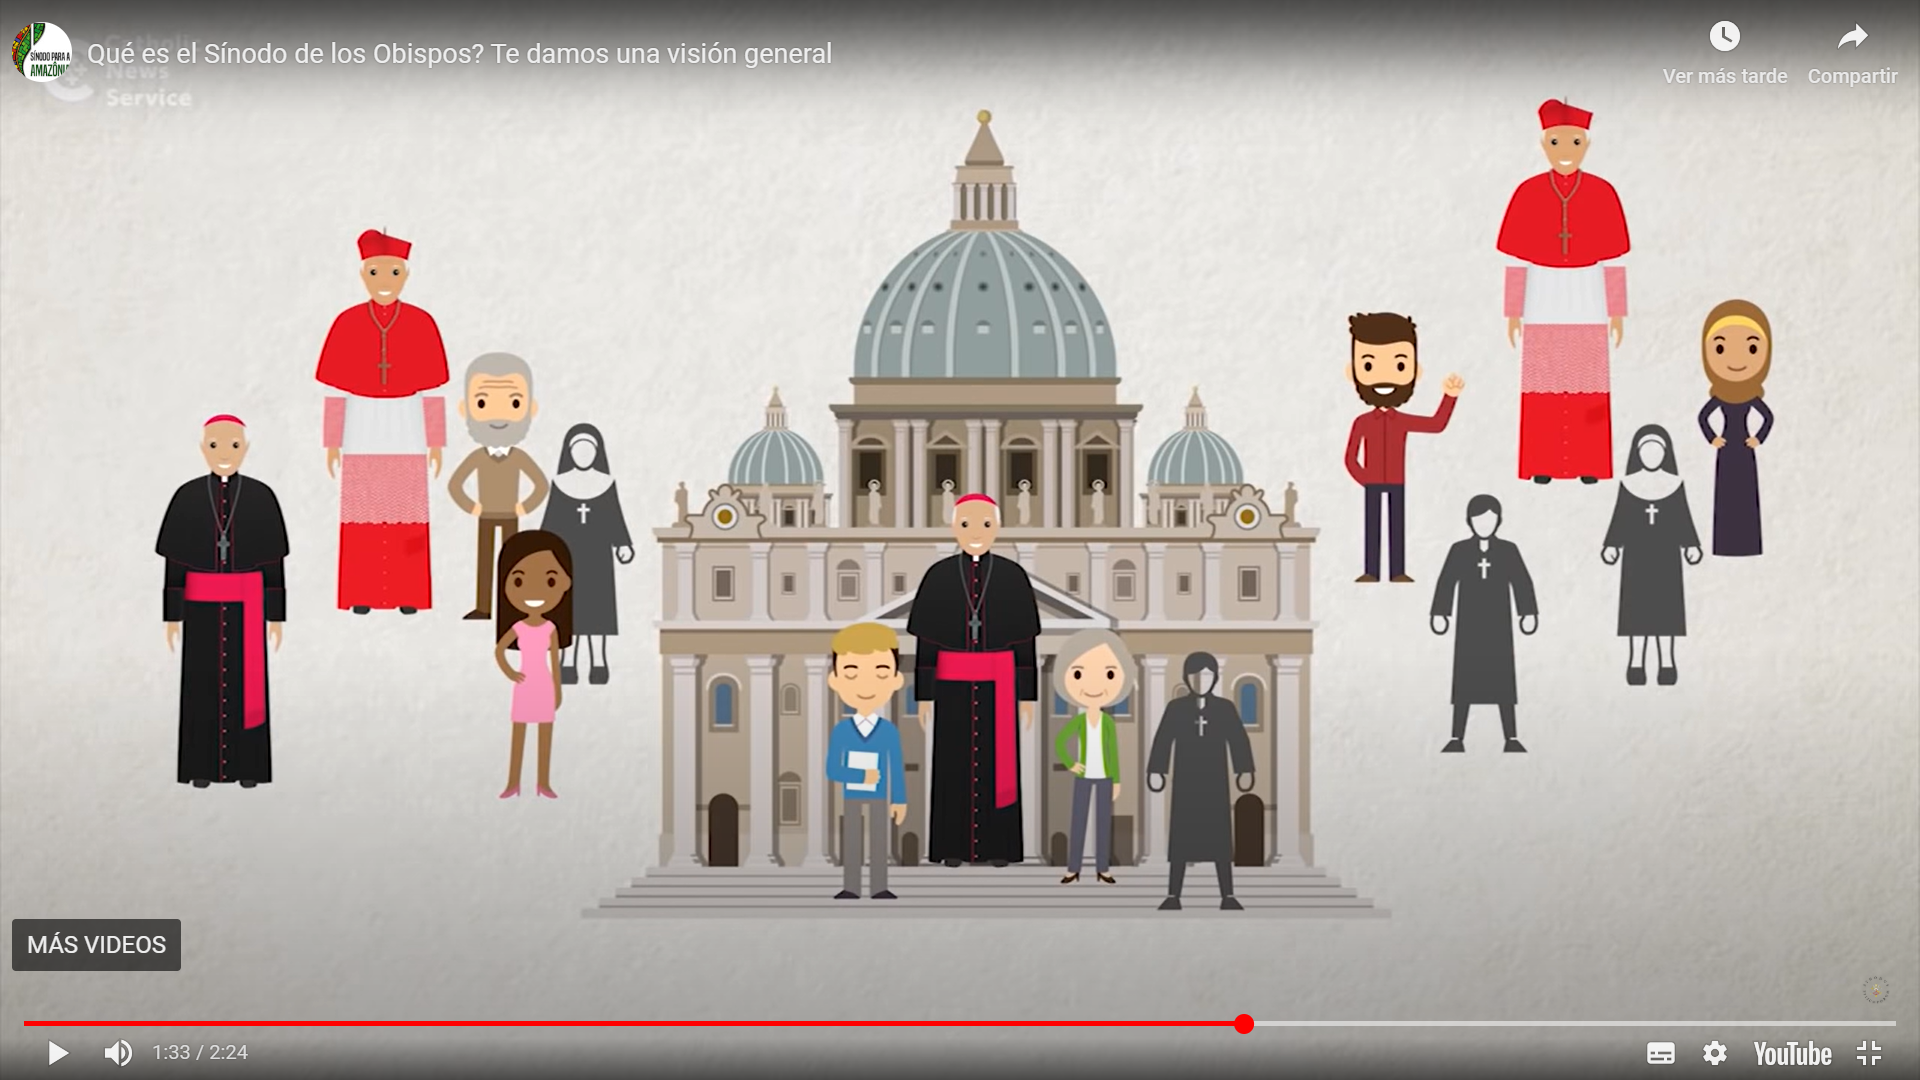 Qué es el Sínodo de los Obispos? Te damos una visión general
SÍNODO PARA A
AMAZÔNIA
Catholic
News
Service
Ver más tarde
Compartir
MÁS VIDEOS
1:33 / 2:24
YouTube